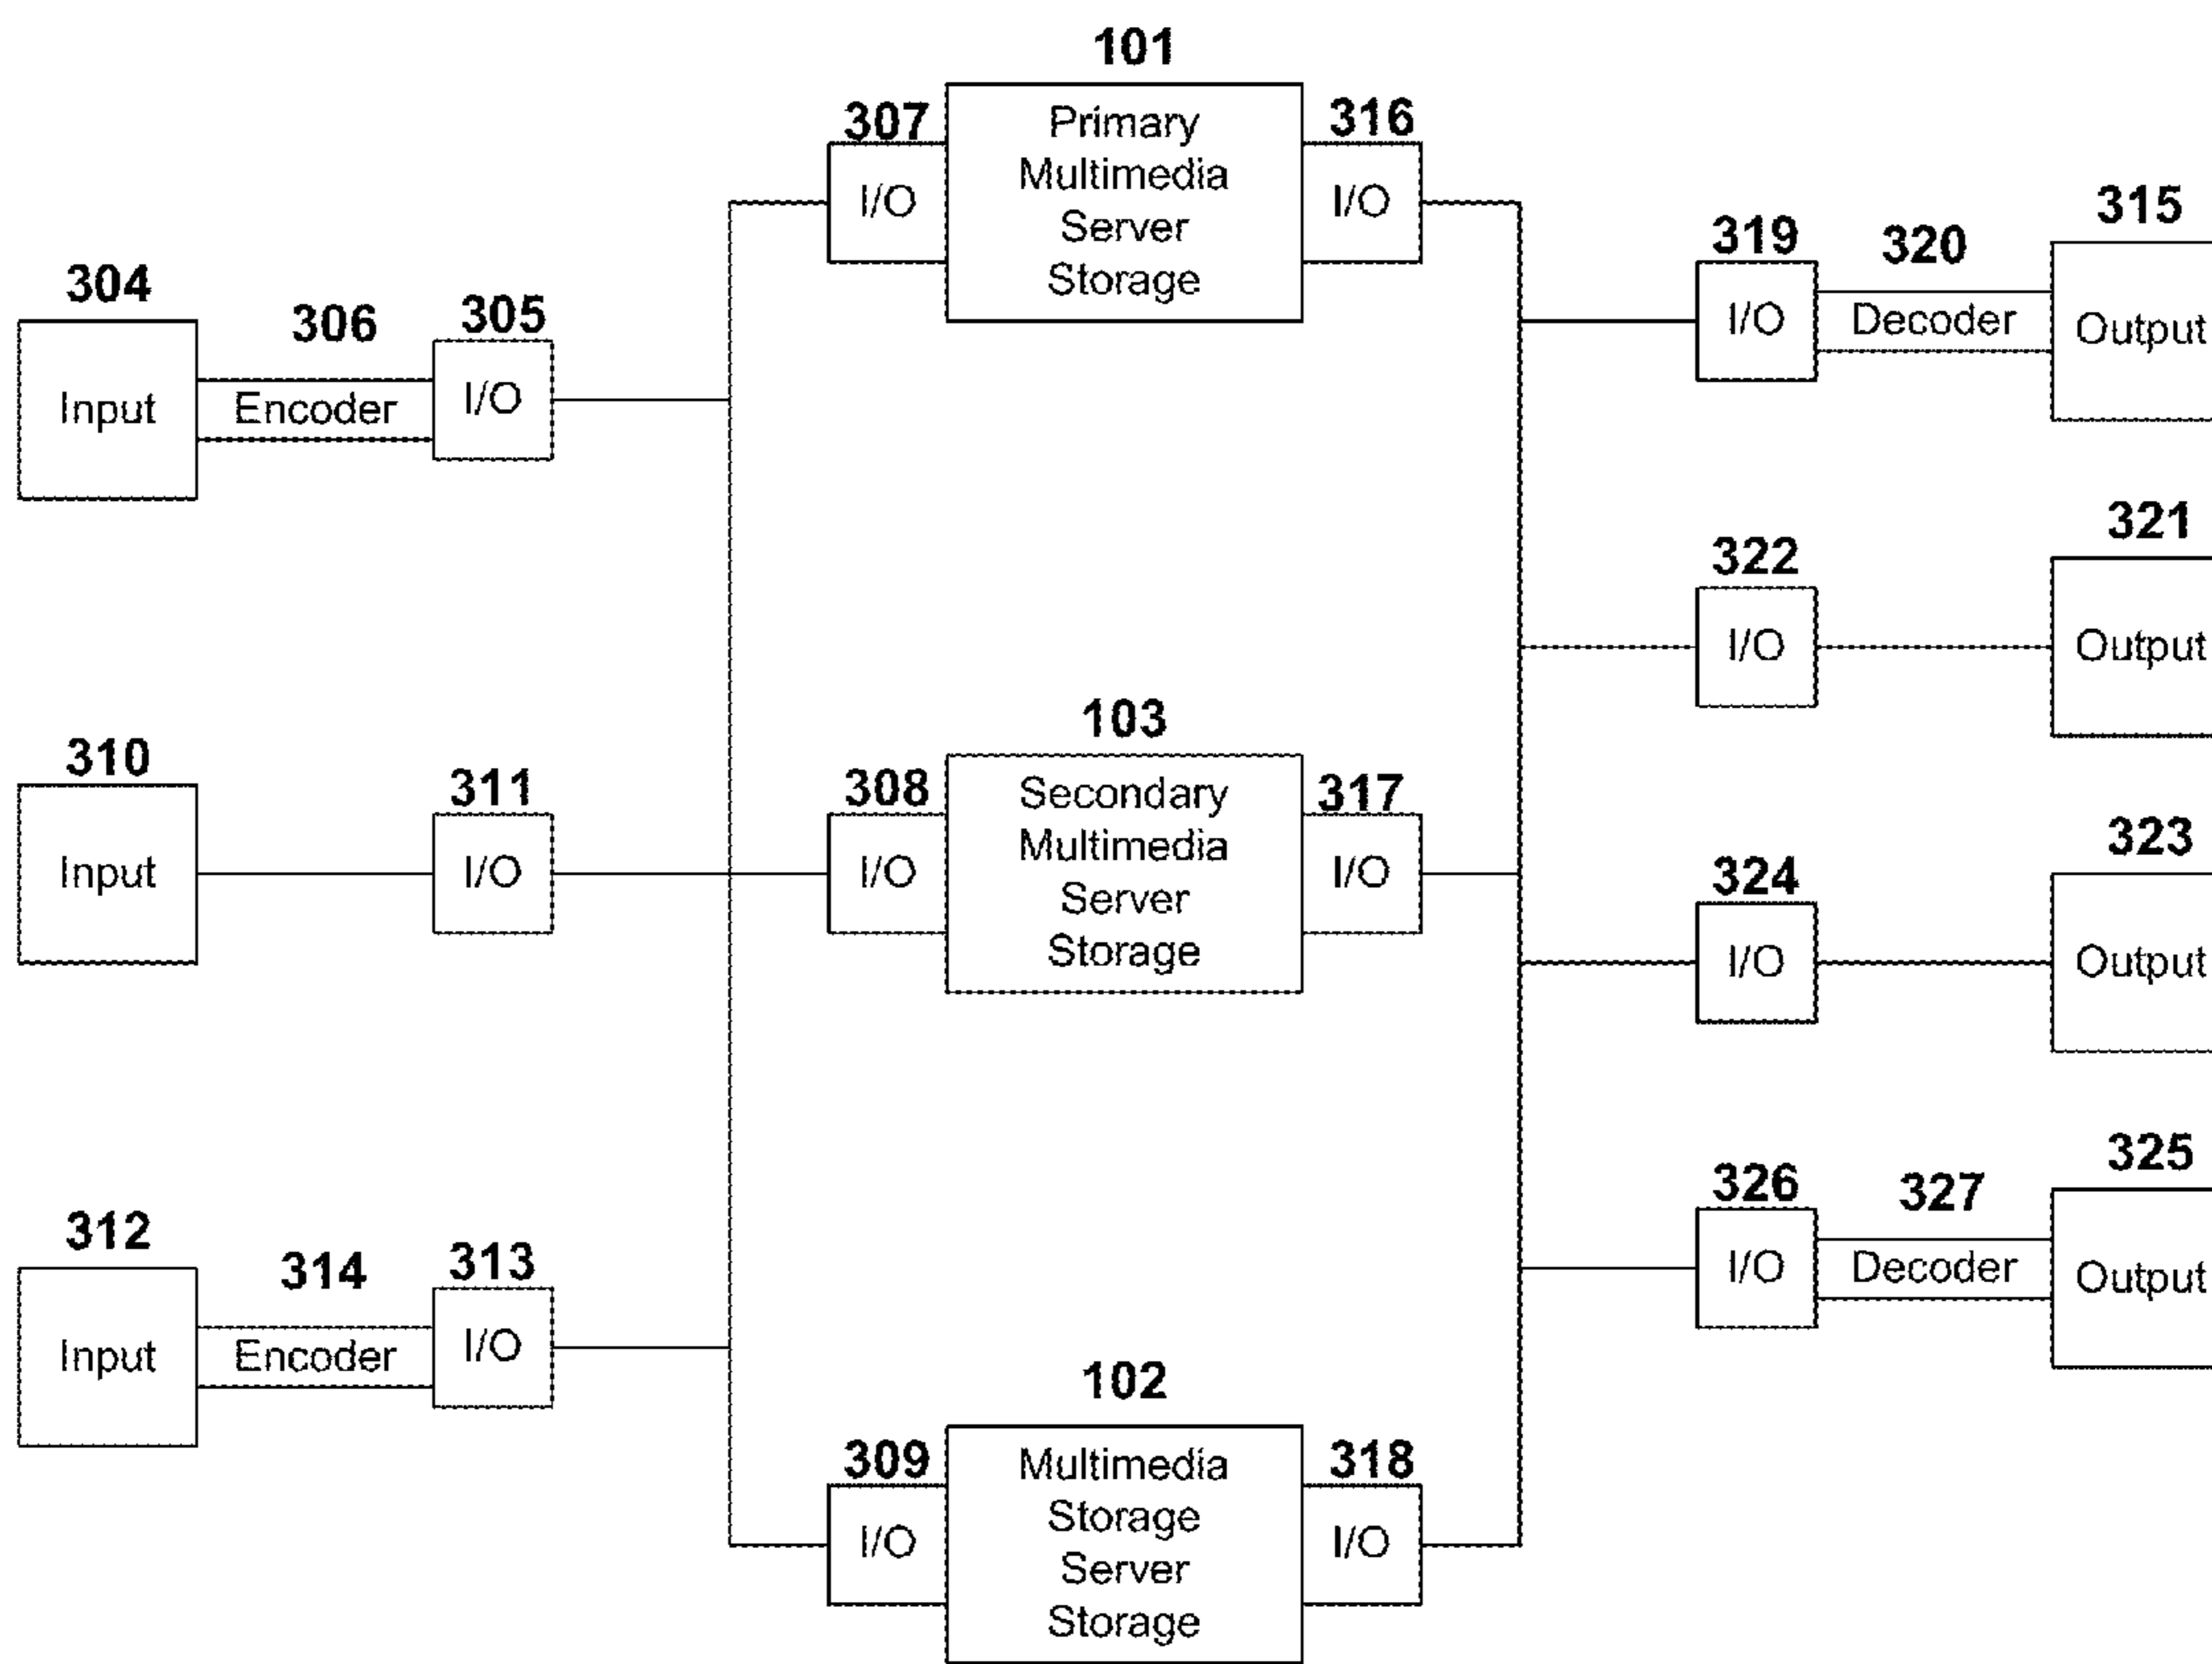 101
307
Primary
Multimedia
Server
Storage
316
I/O
I/O
304
306
305
Input
Encoder
I/O
319
320
315
I/O
Decoder
Output
322
321
I/O
Output
310
311
Input
I/O
103
308
Secondary
Multimedia
Server
Storage
317
I/O
I/O
324
323
I/O
Output
312
314
313
Input
Encoder
I/O
326
327
325
I/O
Decoder
Output
102
309
Multimedia
Storage
Server
Storage
318
I/O
I/O